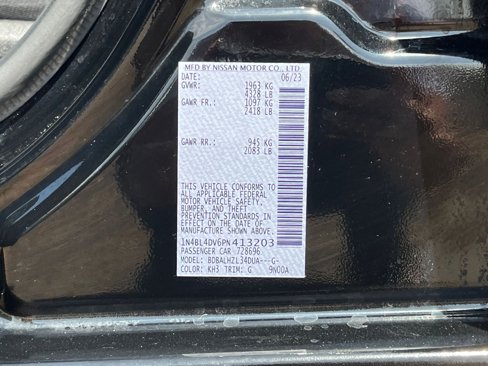 MFD BY NISSAN MOTOR CO., LTD.
DATE: 06/23
GVWR: 1963 KG
4328 LB
GAWR FR.: 1097 KG
2418 LB
GAWR RR.: 945 KG
2083 LB
THIS VEHICLE CONFORMS TO
ALL APPLICABLE FEDERAL
MOTOR VEHICLE SAFETY,
BUMPER, AND THEFT
PREVENTION STANDARDS IN
EFFECT ON THE DATE OF
MANUFACTURE SHOWN ABOVE.
1N4BL4DV6PN413203
PASSENGER CAR 728696
MODEL: BDBALHZL34DUA---G-
COLOR: KH3 TRIM: G 9N00A